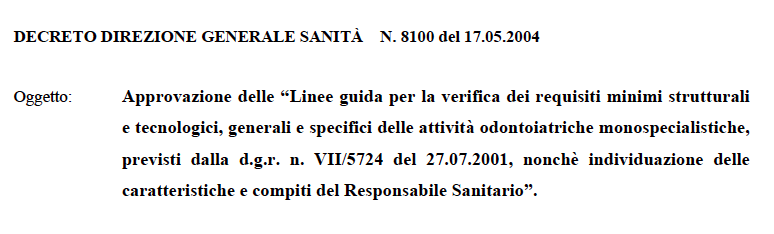 DECRETO DIREZIONE GENERALE SANITÀ N. 8100 del 17.05.2004
Oggetto: Approvazione delle “Linee guida per la verifica dei requisiti minimi strutturali
e tecnologici, generali e specifici delle attività odontoiatriche monospecialistiche,
previsti dalla d.g.r. n. VII/5724 del 27.07.2001, nonchè individuazione delle
caratteristiche e compiti del Responsabile Sanitario”.